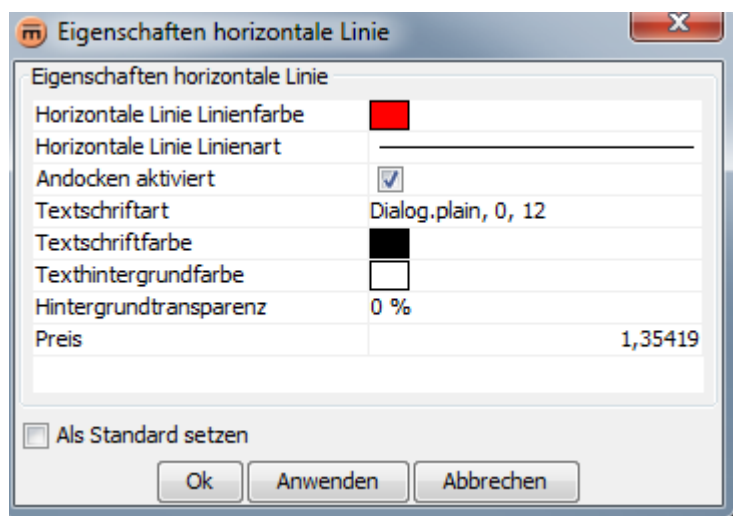 Eigenschaften horizontale Linie
Eigenschaften horizontale Linie
Horizontale Linie Linienfarbe
Horizontale Linie Linienart
Andocken aktiviert
Textschriftart Dialog.plain, 0, 12
Textschriftfarbe
Texthintergrundfarbe
Hintergrundtransparenz 0 %
Preis 1,35419
Als Standard setzen
Ok Anwenden Abbrechen